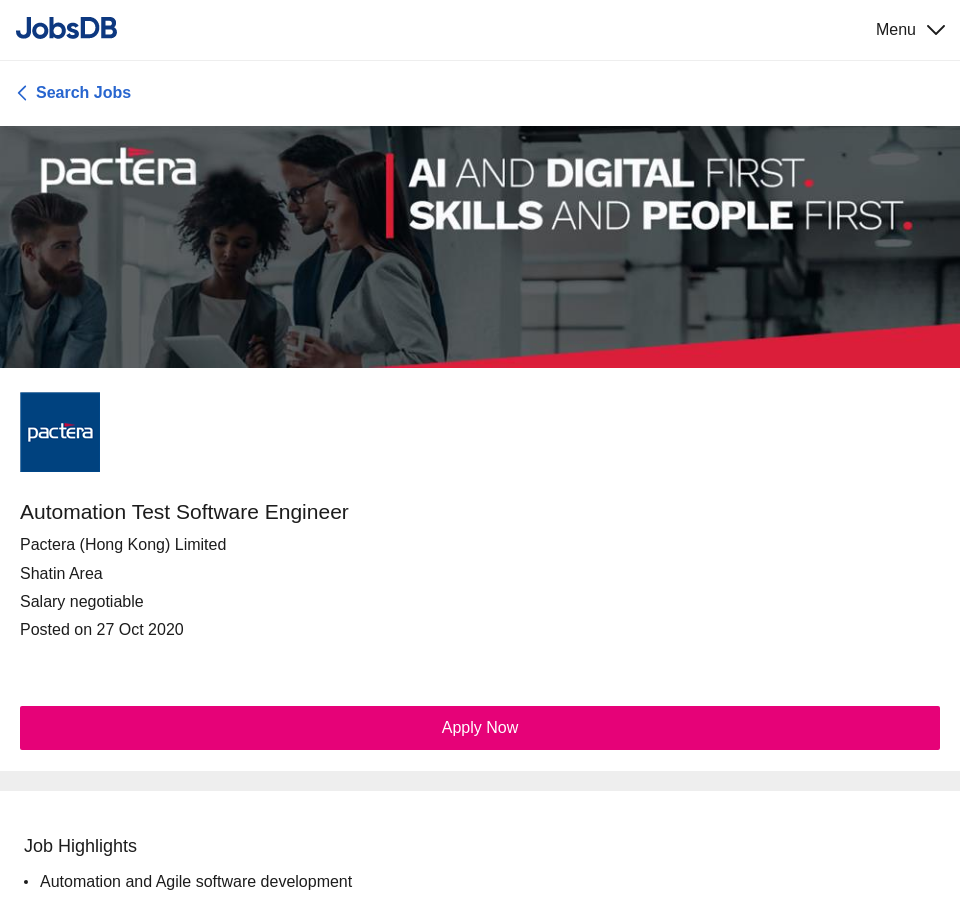 JobsDB
Menu
Search Jobs
pactera
AI AND DIGITAL FIRST.
SKILLS AND PEOPLE FIRST.
pactera
Automation Test Software Engineer
Pactera (Hong Kong) Limited
Shatin Area
Salary negotiable
Posted on 27 Oct 2020
Apply Now
Job Highlights
• Automation and Agile software development